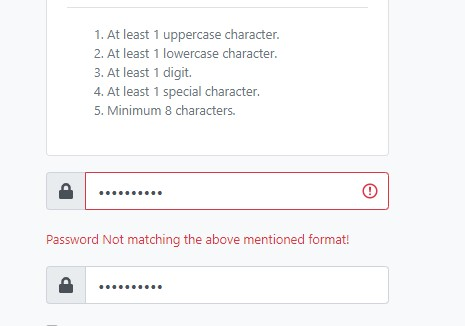 1. At least 1 uppercase character.
2. At least 1 lowercase character.
3. At least 1 digit.
4. At least 1 special character.
5. Minimum 8 characters.
••••••••••
Password Not matching the above mentioned format!
••••••••••